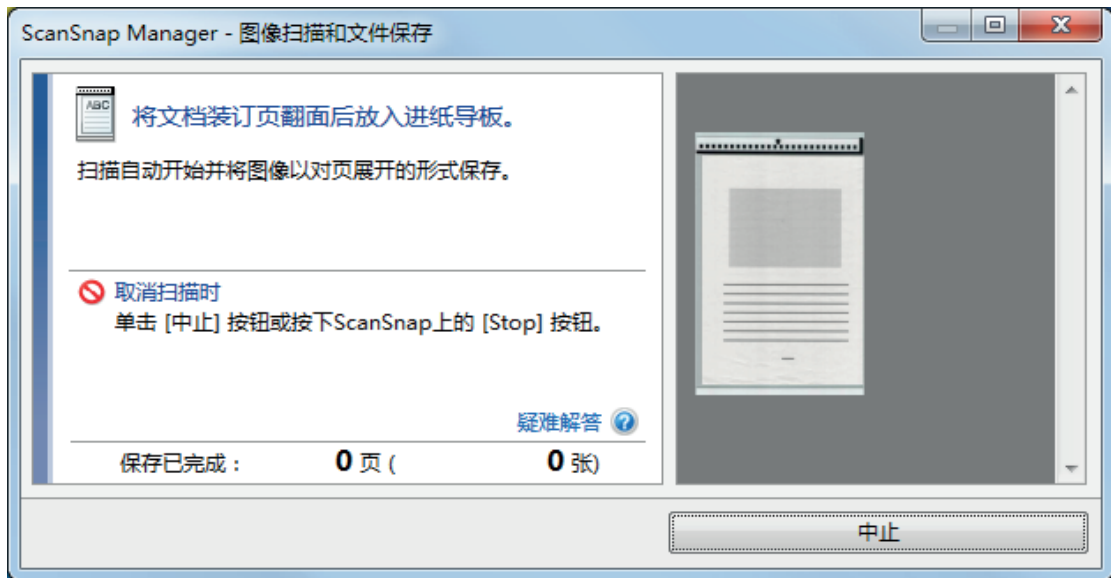 ScanSnap Manager - 图像扫描和文件保存
ABC
将文档装订页翻面后放入进纸导板。
扫描自动开始并将图像以对页展开的形式保存。
取消扫描时
单击 [中止] 按钮或按下ScanSnap上的 [Stop] 按钮。
疑难解答
保存已完成： 0 页 ( 0 张)
中止